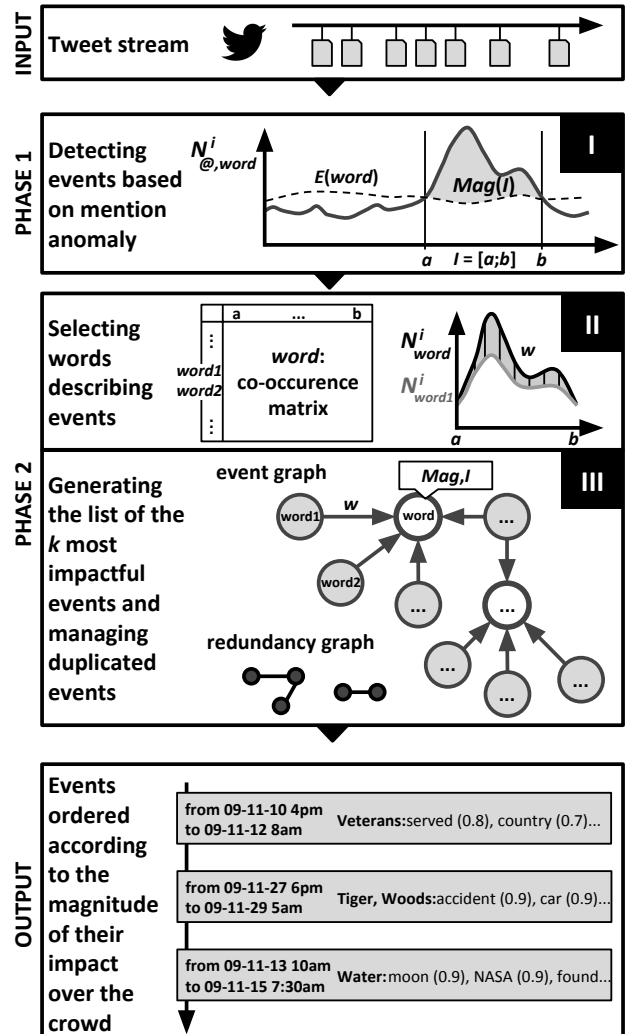 INPUT
Tweet stream
PHASE 1
Detecting
events based
on mention
anomaly
N^i_{@,word}
E(word)
Mag(I)
a
I = [a;b]
b
I
PHASE 2
Selecting
words
describing
events
a ... b
⋮
word1
word2
⋮
word:
co-occurence
matrix
N^i_{word}
N^i_{word1}
w
a
b
II
Generating
the list of the
k most
impactful
events and
managing
duplicated
events
event graph
Mag,I
III
word1
w
word
...
word2
...
...
redundancy graph
...
...
...
OUTPUT
Events
ordered
according
to the
magnitude
of their
impact
over the
crowd
from 09-11-10 4pm
to 09-11-12 8am
Veterans:served (0.8), country (0.7)...
from 09-11-27 6pm
to 09-11-29 5am
Tiger, Woods:accident (0.9), car (0.9)...
from 09-11-13 10am
to 09-11-15 7:30am
Water:moon (0.9), NASA (0.9), found...